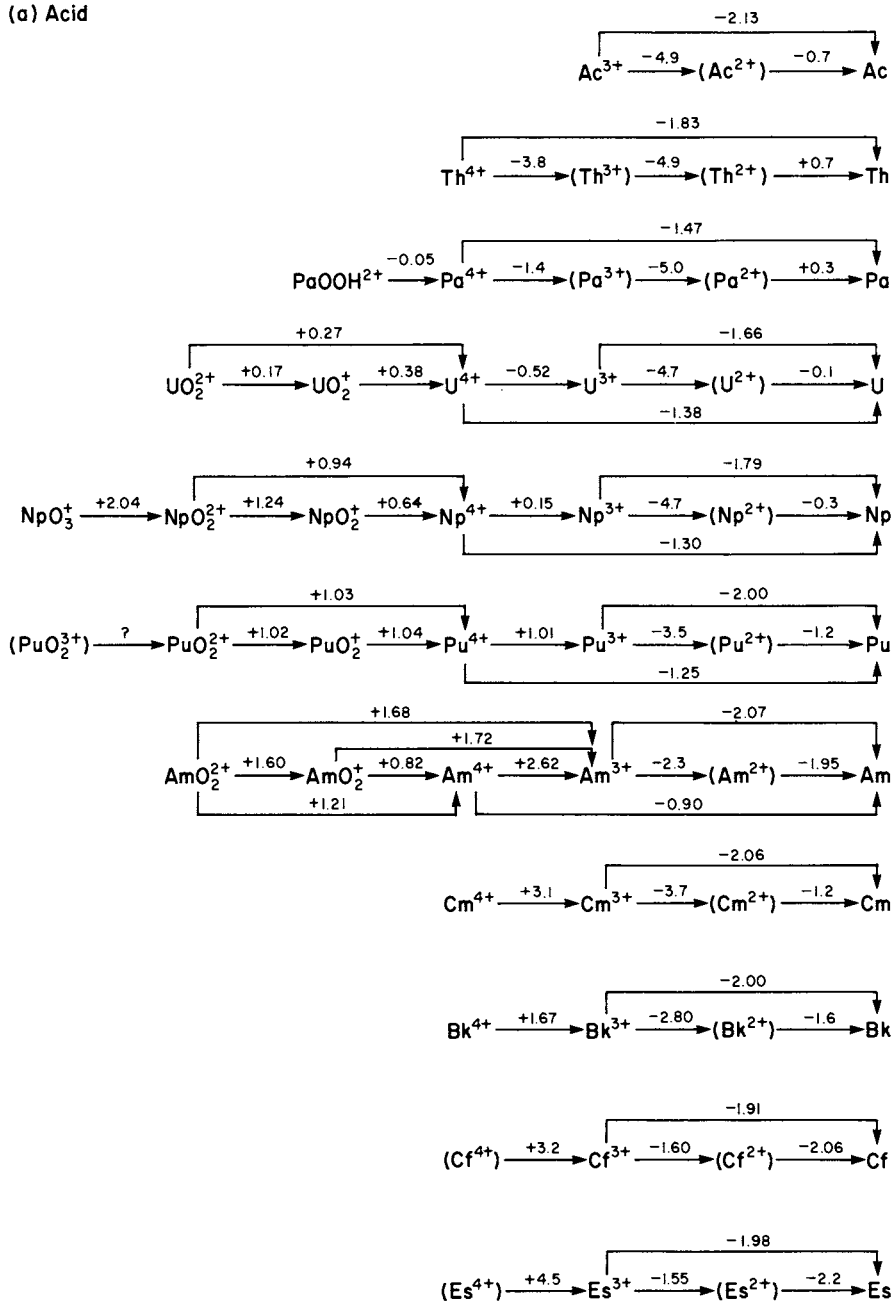 (a) Acid
−2.13
Ac³⁺ −4.9 (Ac²⁺) −0.7 Ac
−1.83
Th⁴⁺ −3.8 (Th³⁺) −4.9 (Th²⁺) +0.7 Th
−1.47
PaOOH²⁺ −0.05 Pa⁴⁺ −1.4 (Pa³⁺) −5.0 (Pa²⁺) +0.3 Pa
+0.27 −1.66
UO₂²⁺ +0.17 UO₂⁺ +0.38 U⁴⁺ −0.52 U³⁺ −4.7 (U²⁺) −0.1 U
−1.38
+0.94 −1.79
NpO₃⁺ +2.04 NpO₂²⁺ +1.24 NpO₂⁺ +0.64 Np⁴⁺ +0.15 Np³⁺ −4.7 (Np²⁺) −0.3 Np
−1.30
+1.03 −2.00
(PuO₂³⁺) ? PuO₂²⁺ +1.02 PuO₂⁺ +1.04 Pu⁴⁺ +1.01 Pu³⁺ −3.5 (Pu²⁺) −1.2 Pu
−1.25
+1.68 −2.07
+1.72
AmO₂²⁺ +1.60 AmO₂⁺ +0.82 Am⁴⁺ +2.62 Am³⁺ −2.3 (Am²⁺) −1.95 Am
+1.21 −0.90
−2.06
Cm⁴⁺ +3.1 Cm³⁺ −3.7 (Cm²⁺) −1.2 Cm
−2.00
Bk⁴⁺ +1.67 Bk³⁺ −2.80 (Bk²⁺) −1.6 Bk
−1.91
(Cf⁴⁺) +3.2 Cf³⁺ −1.60 (Cf²⁺) −2.06 Cf
−1.98
(Es⁴⁺) +4.5 Es³⁺ −1.55 (Es²⁺) −2.2 Es